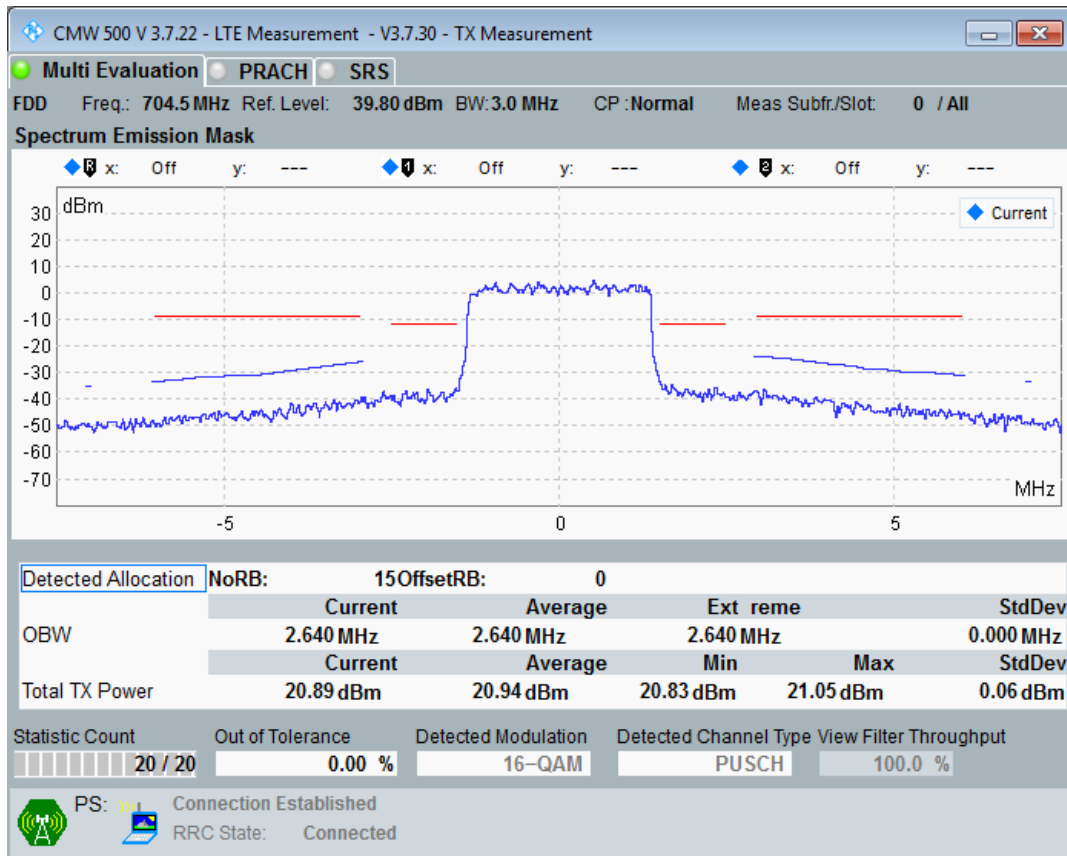 CMW 500 V 3.7.22 - LTE Measurement - V3.7.30 - TX Measurement
Multi Evaluation PRACH SRS
FDD Freq.: 704.5 MHz Ref. Level: 39.80 dBm BW: 3.0 MHz CP : Normal Meas Subfr./Slot: 0 / All
Spectrum Emission Mask
R x: Off y: --- 1 x: Off y: --- 2 x: Off y: ---
dBm
Current
30
20
10
0
-10
-20
-30
-40
-50
-60
-70
MHz
-5 0 5
Detected Allocation NoRB: 15 OffsetRB: 0
Current Average Ext reme StdDev
OBW 2.640 MHz 2.640 MHz 2.640 MHz 0.000 MHz
Current Average Min Max StdDev
Total TX Power 20.89 dBm 20.94 dBm 20.83 dBm 21.05 dBm 0.06 dBm
Statistic Count Out of Tolerance Detected Modulation Detected Channel Type View Filter Throughput
20 / 20 0.00 % 16-QAM PUSCH 100.0 %
PS: Connection Established
RRC State: Connected